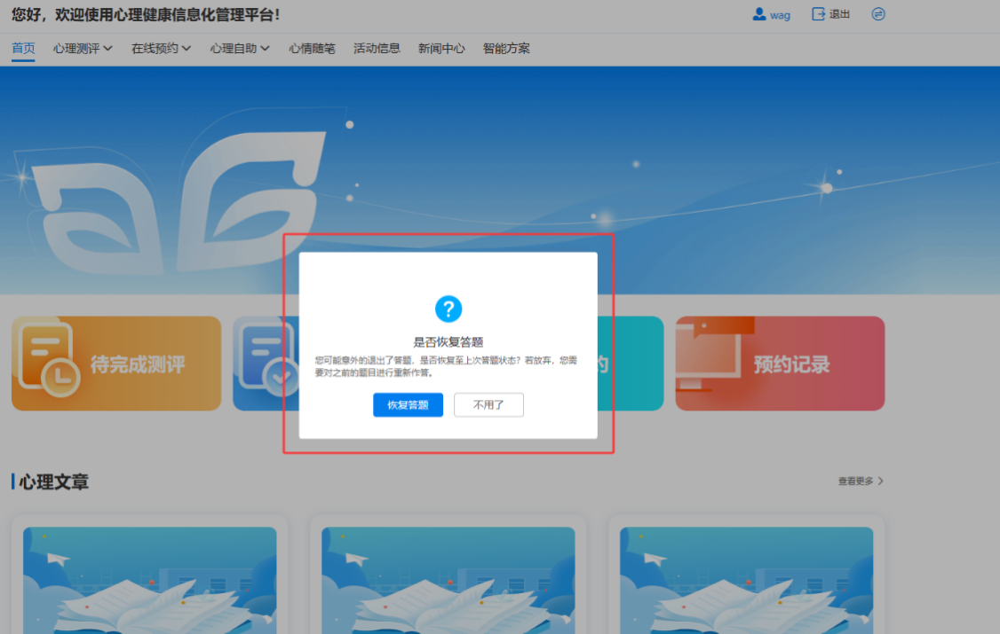 您好，欢迎使用心理健康信息化管理平台！
wag 退出
首页 心理测评 在线预约 心理自助 心情随笔 活动信息 新闻中心 智能方案
待完成测评
约
预约记录
?
是否恢复答题
您可能意外的退出了答题，是否恢复至上次答题状态？若放弃，您需
要对之前的题目进行重新作答。
恢复答题 不用了
心理文章
查看更多